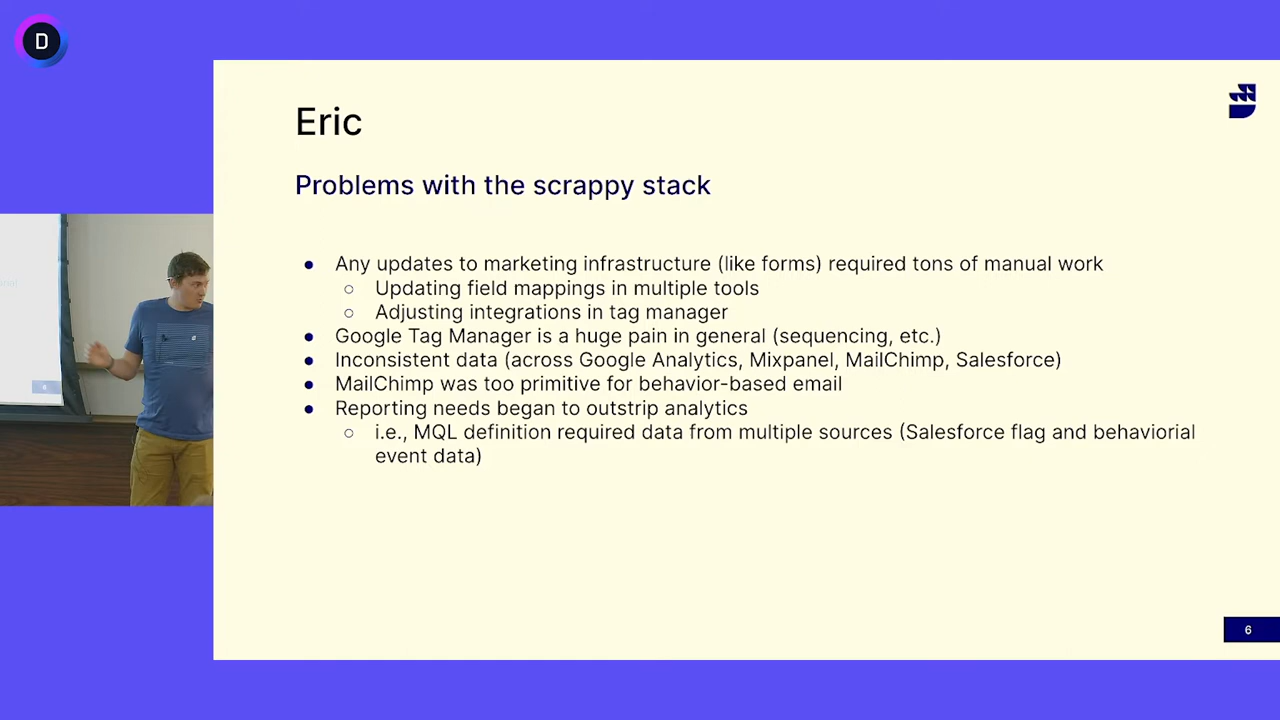 D
Eric
Problems with the scrappy stack
● Any updates to marketing infrastructure (like forms) required tons of manual work
○ Updating field mappings in multiple tools
○ Adjusting integrations in tag manager
● Google Tag Manager is a huge pain in general (sequencing, etc.)
● Inconsistent data (across Google Analytics, Mixpanel, MailChimp, Salesforce)
● MailChimp was too primitive for behavior-based email
● Reporting needs began to outstrip analytics
○ i.e., MQL definition required data from multiple sources (Salesforce flag and behaviorial
event data)
6